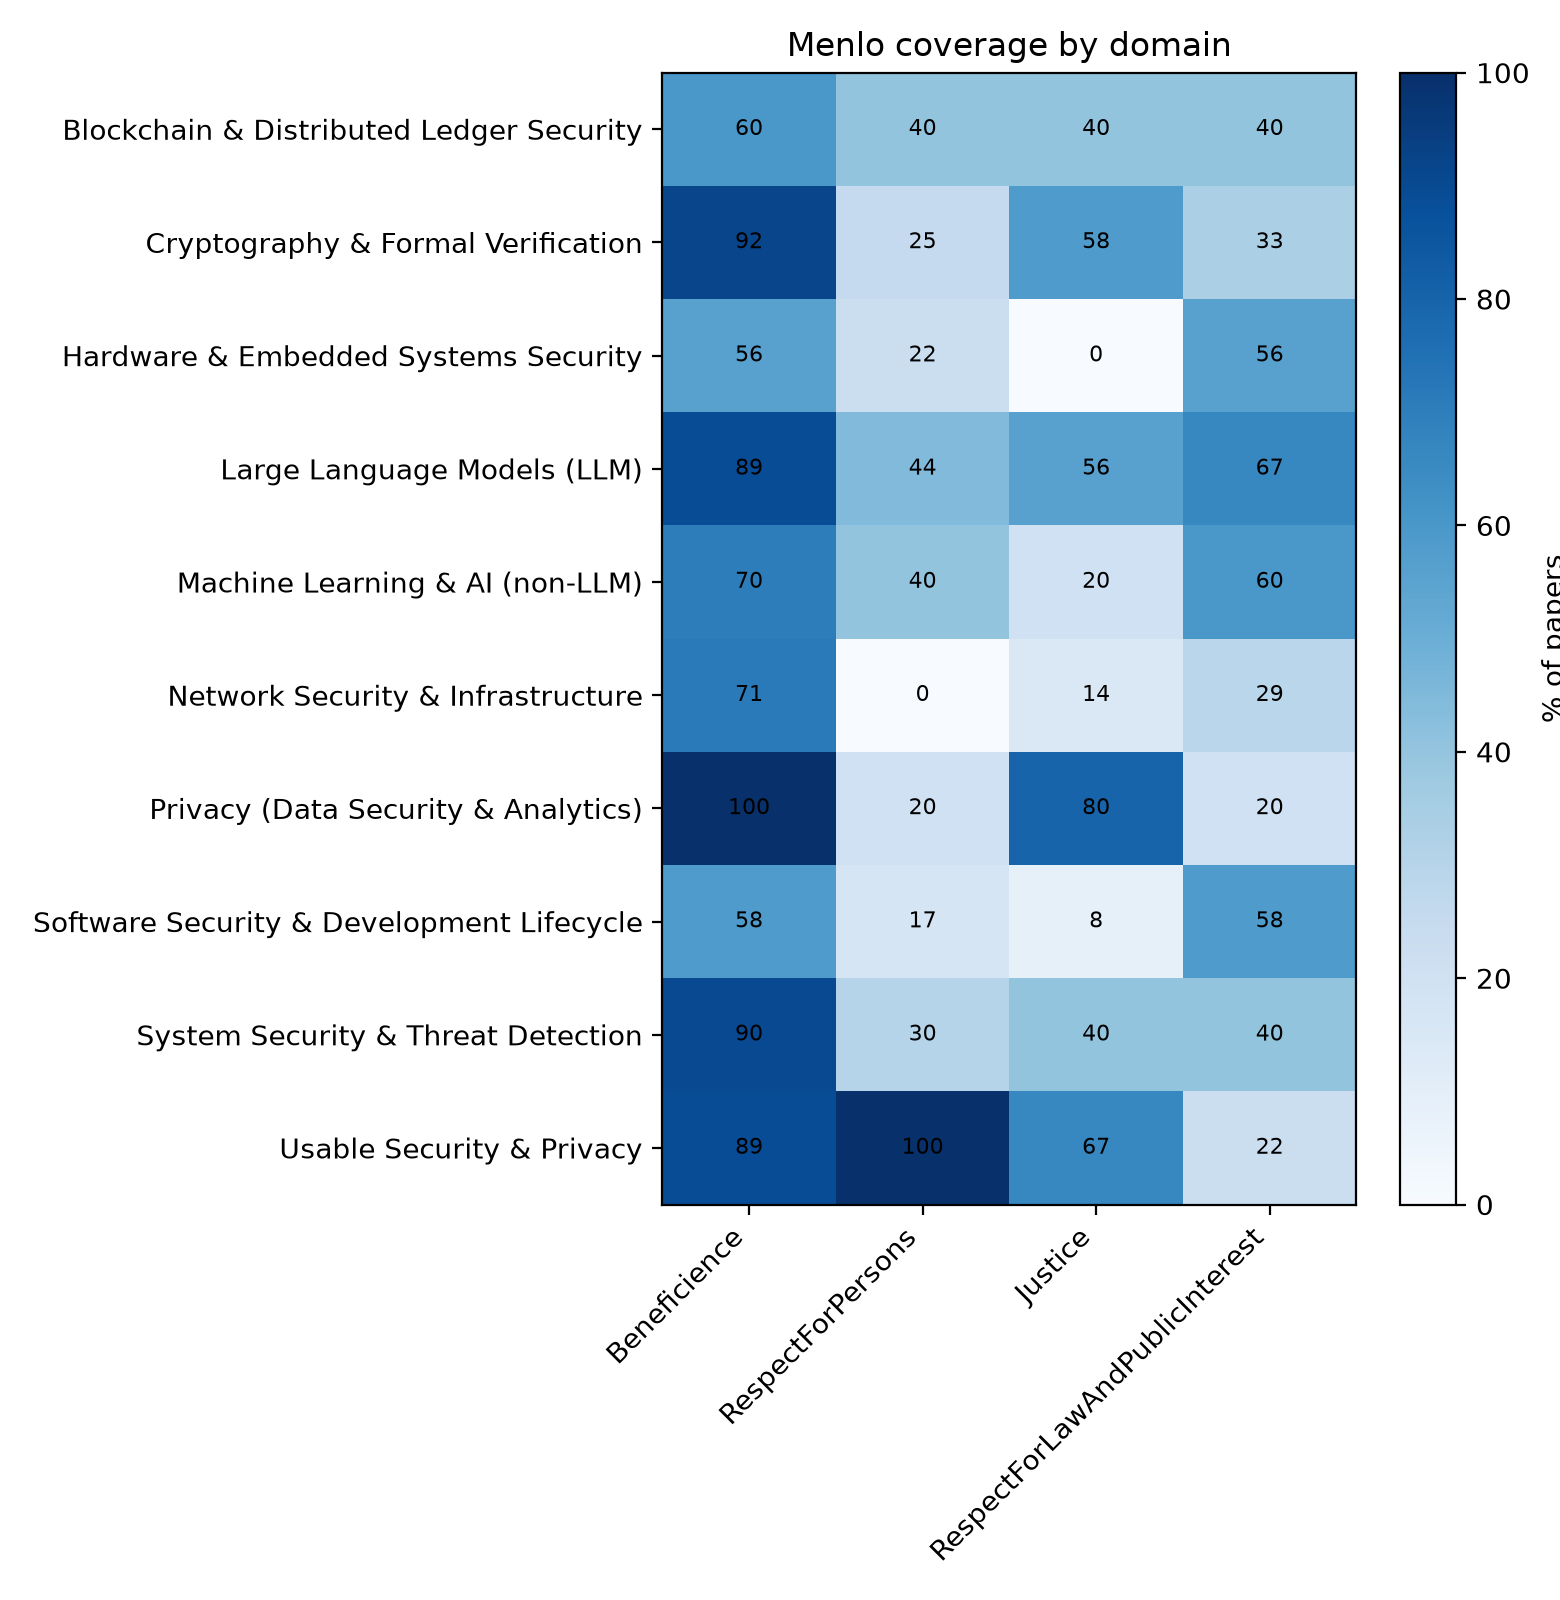 Menlo coverage by domain
Blockchain & Distributed Ledger Security 60 40 40 40
Cryptography & Formal Verification 92 25 58 33
Hardware & Embedded Systems Security 56 22 0 56
Large Language Models (LLM) 89 44 56 67
Machine Learning & AI (non-LLM) 70 40 20 60
Network Security & Infrastructure 71 0 14 29
Privacy (Data Security & Analytics) 100 20 80 20
Software Security & Development Lifecycle 58 17 8 58
System Security & Threat Detection 90 30 40 40
Usable Security & Privacy 89 100 67 22
Beneficience
RespectForPersons
Justice
RespectForLawAndPublicInterest
100
80
60
40
20
0
% of papers